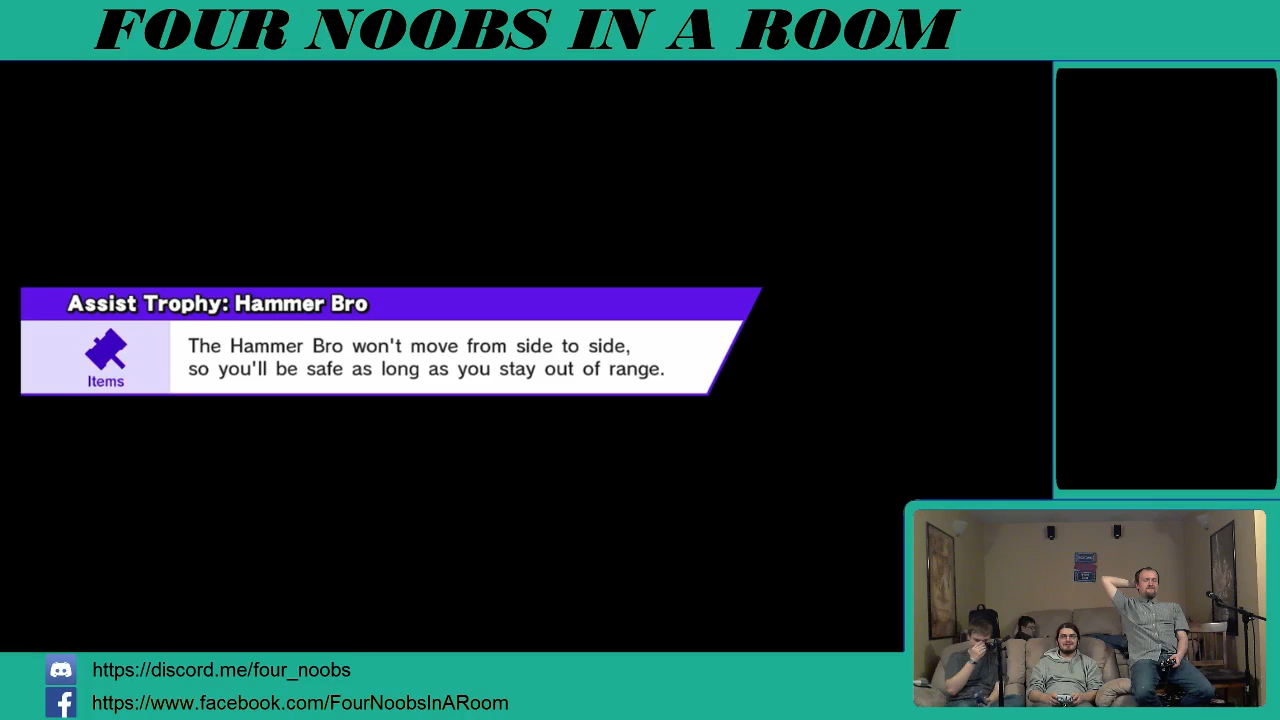 FOUR NOOBS IN A ROOM
Assist Trophy: Hammer Bro
Items
The Hammer Bro won't move from side to side,
so you'll be safe as long as you stay out of range.
https://discord.me/four_noobs
https://www.facebook.com/FourNoobsInARoom